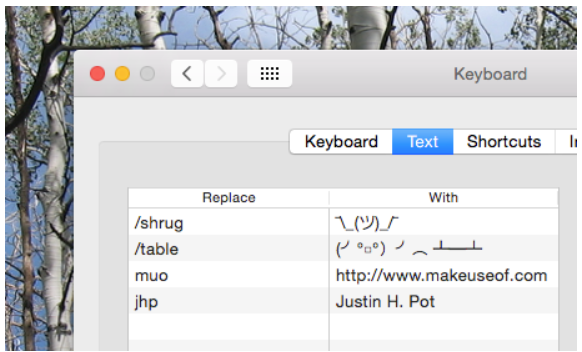 Keyboard
Keyboard Text Shortcuts
Replace With
/shrug ¯\_(ツ)_/¯
/table (╯°□°）╯︵ ┻━┻
muo http://www.makeuseof.com
jhp Justin H. Pot